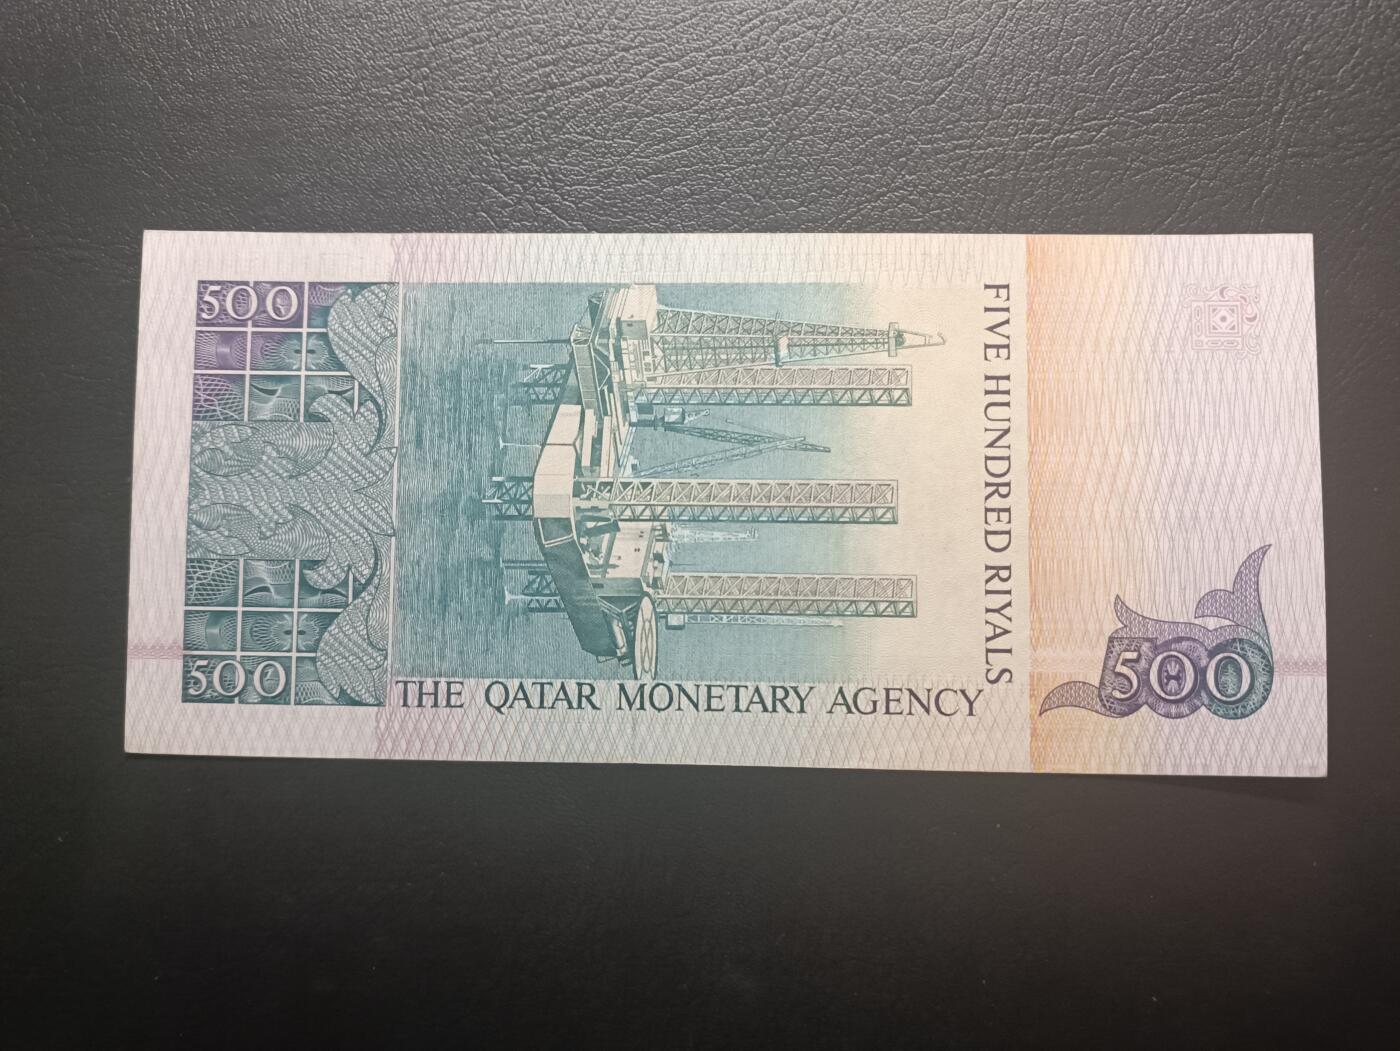 500
FIVE HUNDRED RIYALS
500
THE QATAR MONETARY AGENCY
500